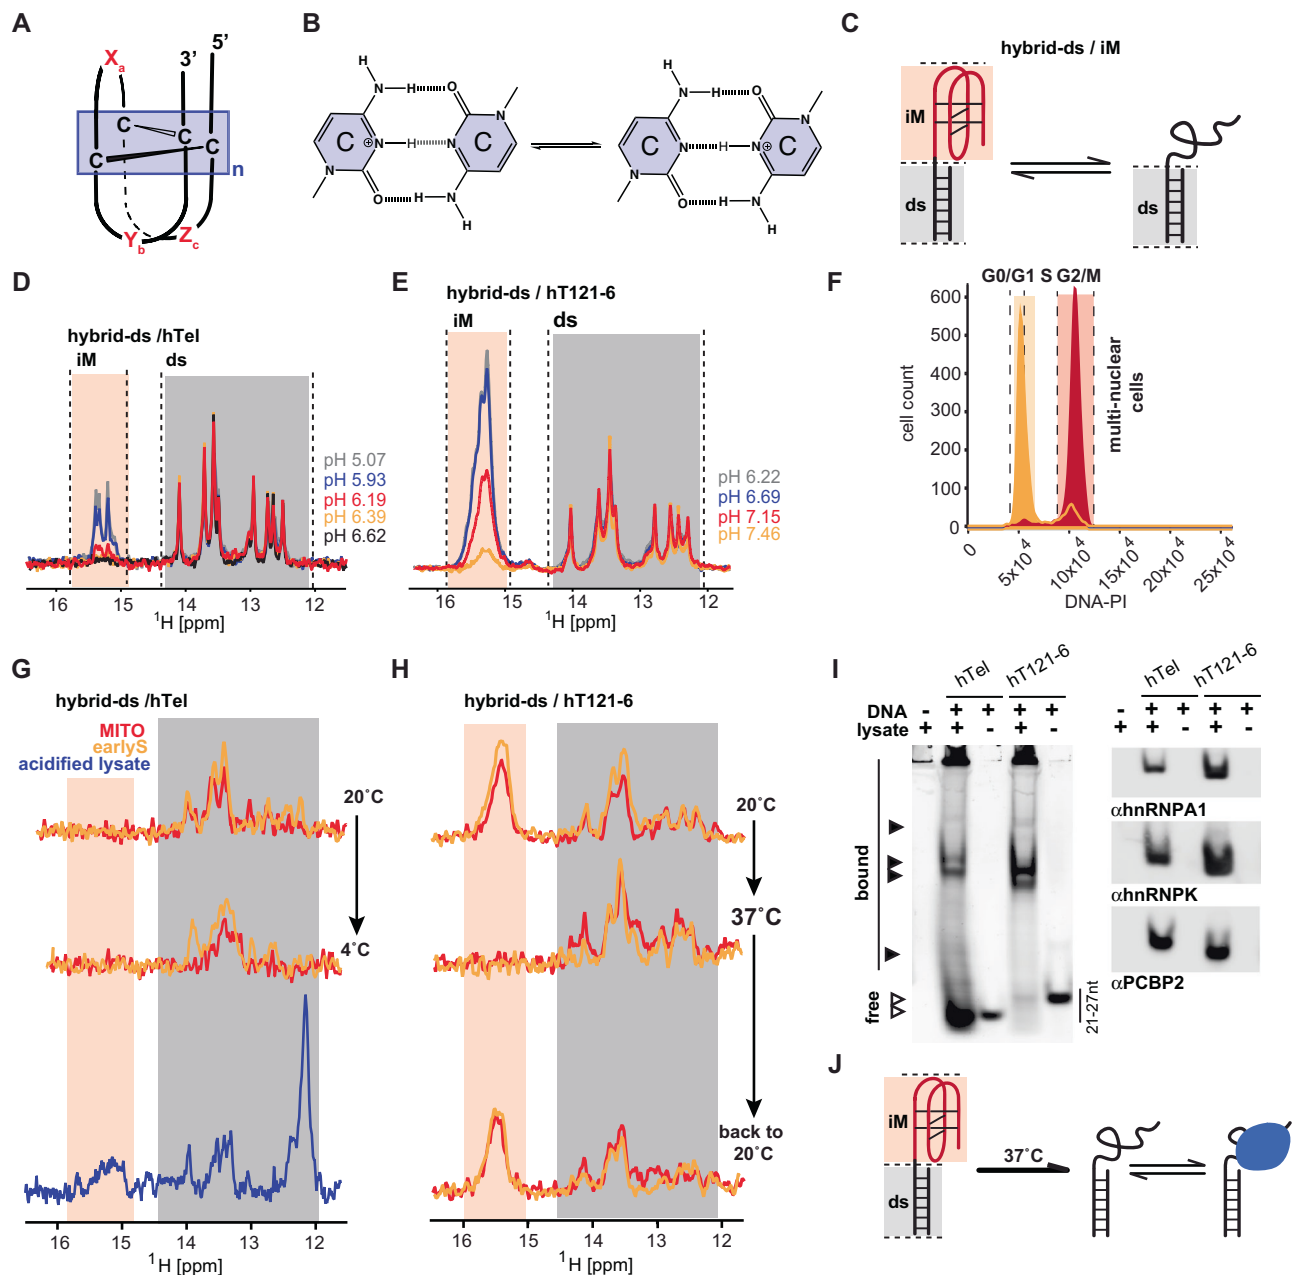 A
Xa
3'
5'
C
C
C
C
n
Yb
Zc
B
H
N
H
O
N
C
⊕
N
H
N
C
N
O
H
N
H
H
N
H
O
N
C
N
H
N
⊕
C
N
O
H
N
H
C
hybrid-ds / iM
iM
ds
ds
D
hybrid-ds /hTel
iM
ds
pH 5.07
pH 5.93
pH 6.19
pH 6.39
pH 6.62
16
15
14
13
12
1H [ppm]
E
hybrid-ds / hT121-6
iM
ds
pH 6.22
pH 6.69
pH 7.15
pH 7.46
16
15
14
13
12
1H [ppm]
F
G0/G1 S G2/M
600
500
400
300
200
100
0
cell count
multi-nuclear
cells
0
5x10⁴
10x10⁴
15x10⁴
20x10⁴
25x10⁴
DNA-PI
G
hybrid-ds /hTel
MITO
earlyS
acidified lysate
20˚C
4˚C
16
15
14
13
12
1H [ppm]
H
hybrid-ds / hT121-6
20˚C
37˚C
back to
20˚C
16
15
14
13
12
1H [ppm]
I
hTel
hT121-6
- + + + + DNA
+ + - + - lysate
bound
free
21-27nt
hTel
hT121-6
- + + + +
+ + - + -
αhnRNPA1
αhnRNPK
αPCBP2
J
iM
ds
37˚C